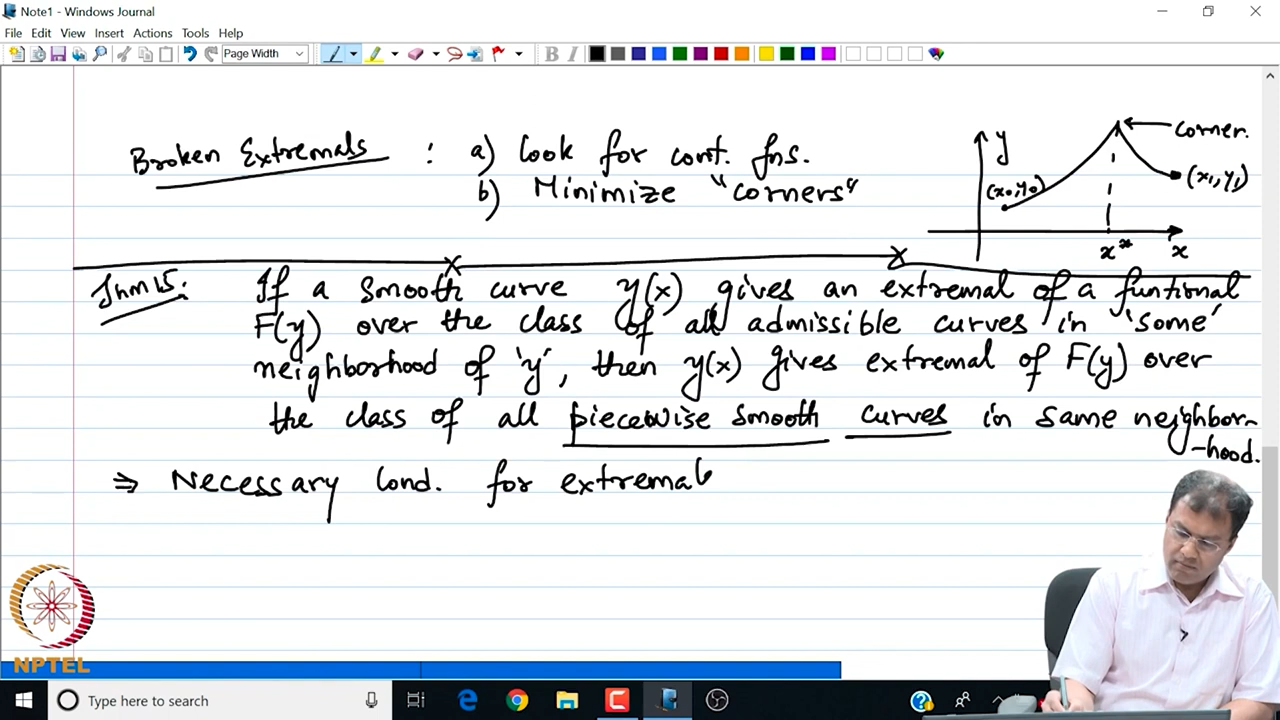 Note1 - Windows Journal
File Edit View Insert Actions Tools Help
Page Width
B I
Broken Extremals : a) Look for cont. fns.
b) Minimize "corners"
y
corner.
(x₀,y₀)
(x₁,y₁)
x*
x
Thm 15: If a smooth curve y(x) gives an extremal of a funtional
F(y) over the class of all admissible curves in 'some'
neighborhood of 'y', then y(x) gives extremal of F(y) over
the class of all piecewise smooth curves in same neighbor-
-hood.
⇒ Necessary Cond. for extremal
NPTEL
Type here to search